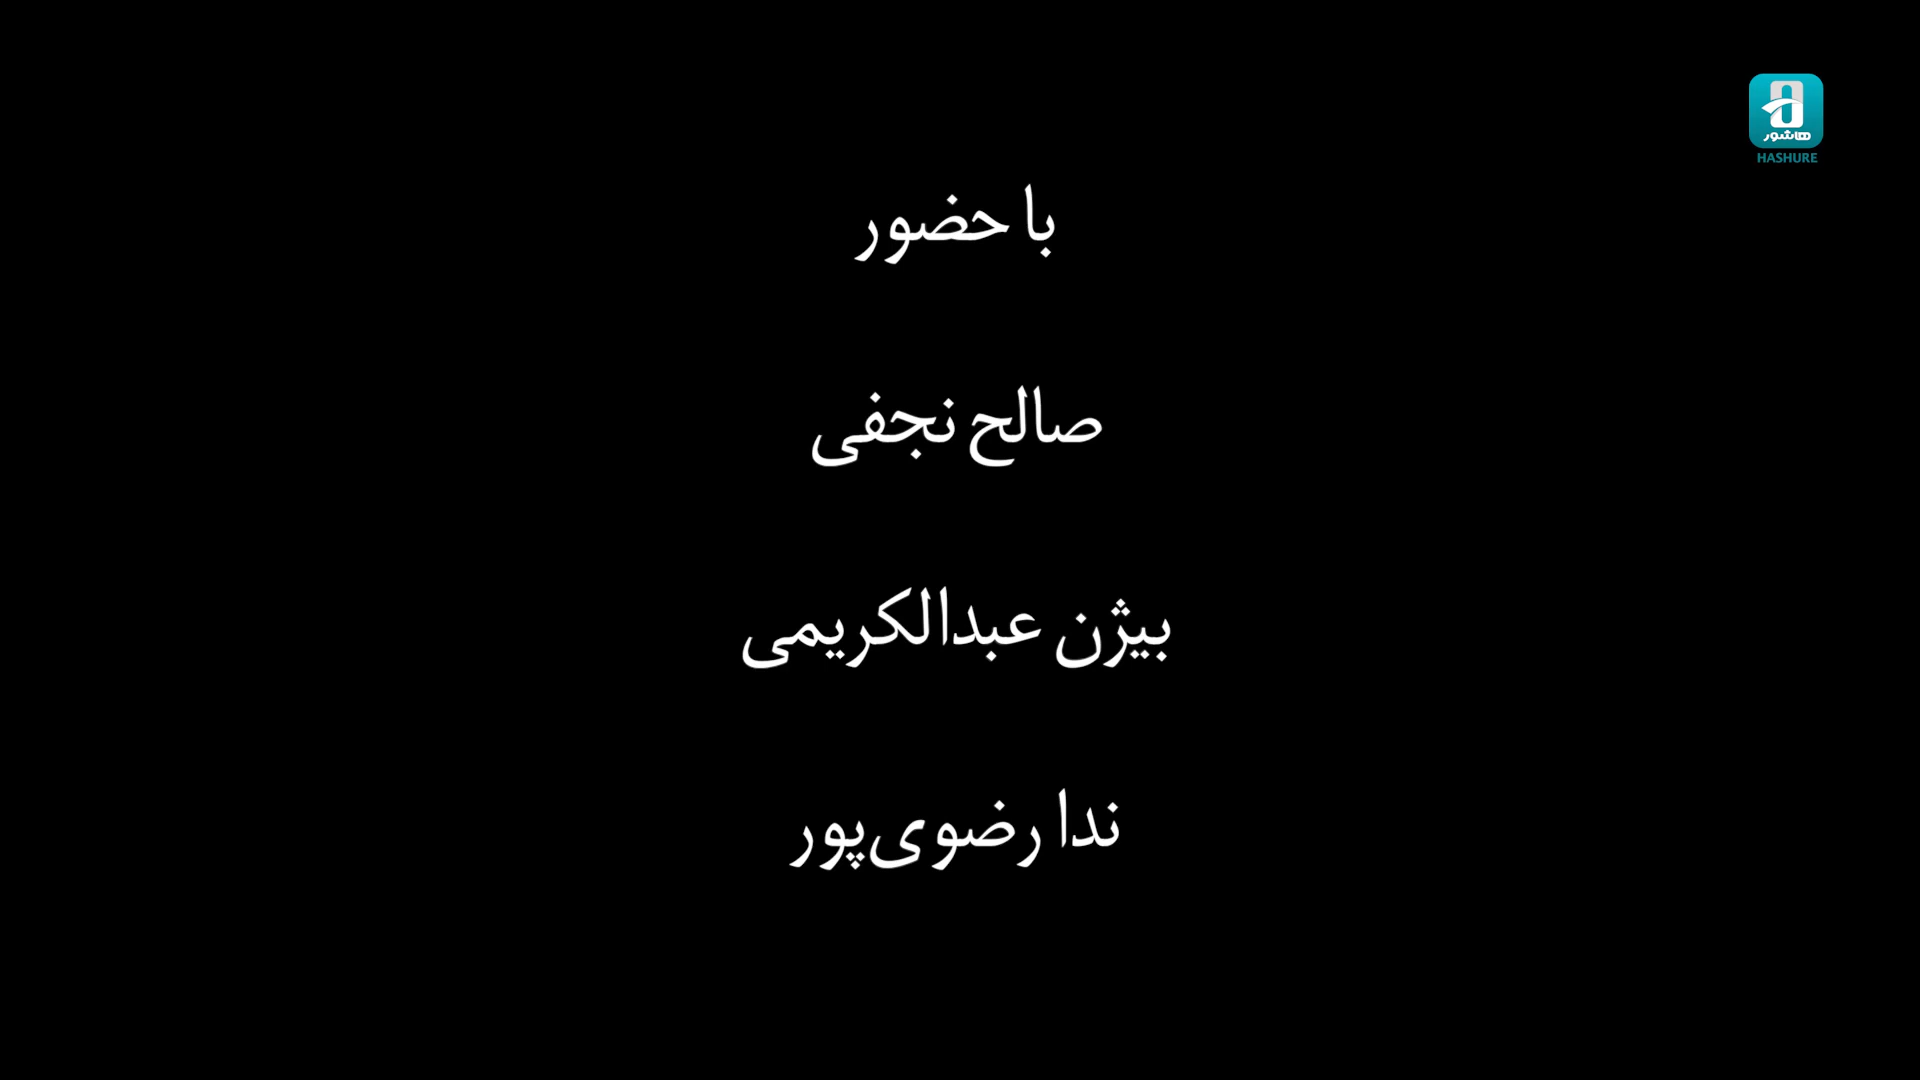 هاشور
HASHURE
با حضور
صالح نجفی
بیژن عبدالکریمی
ندا رضوی‌پور